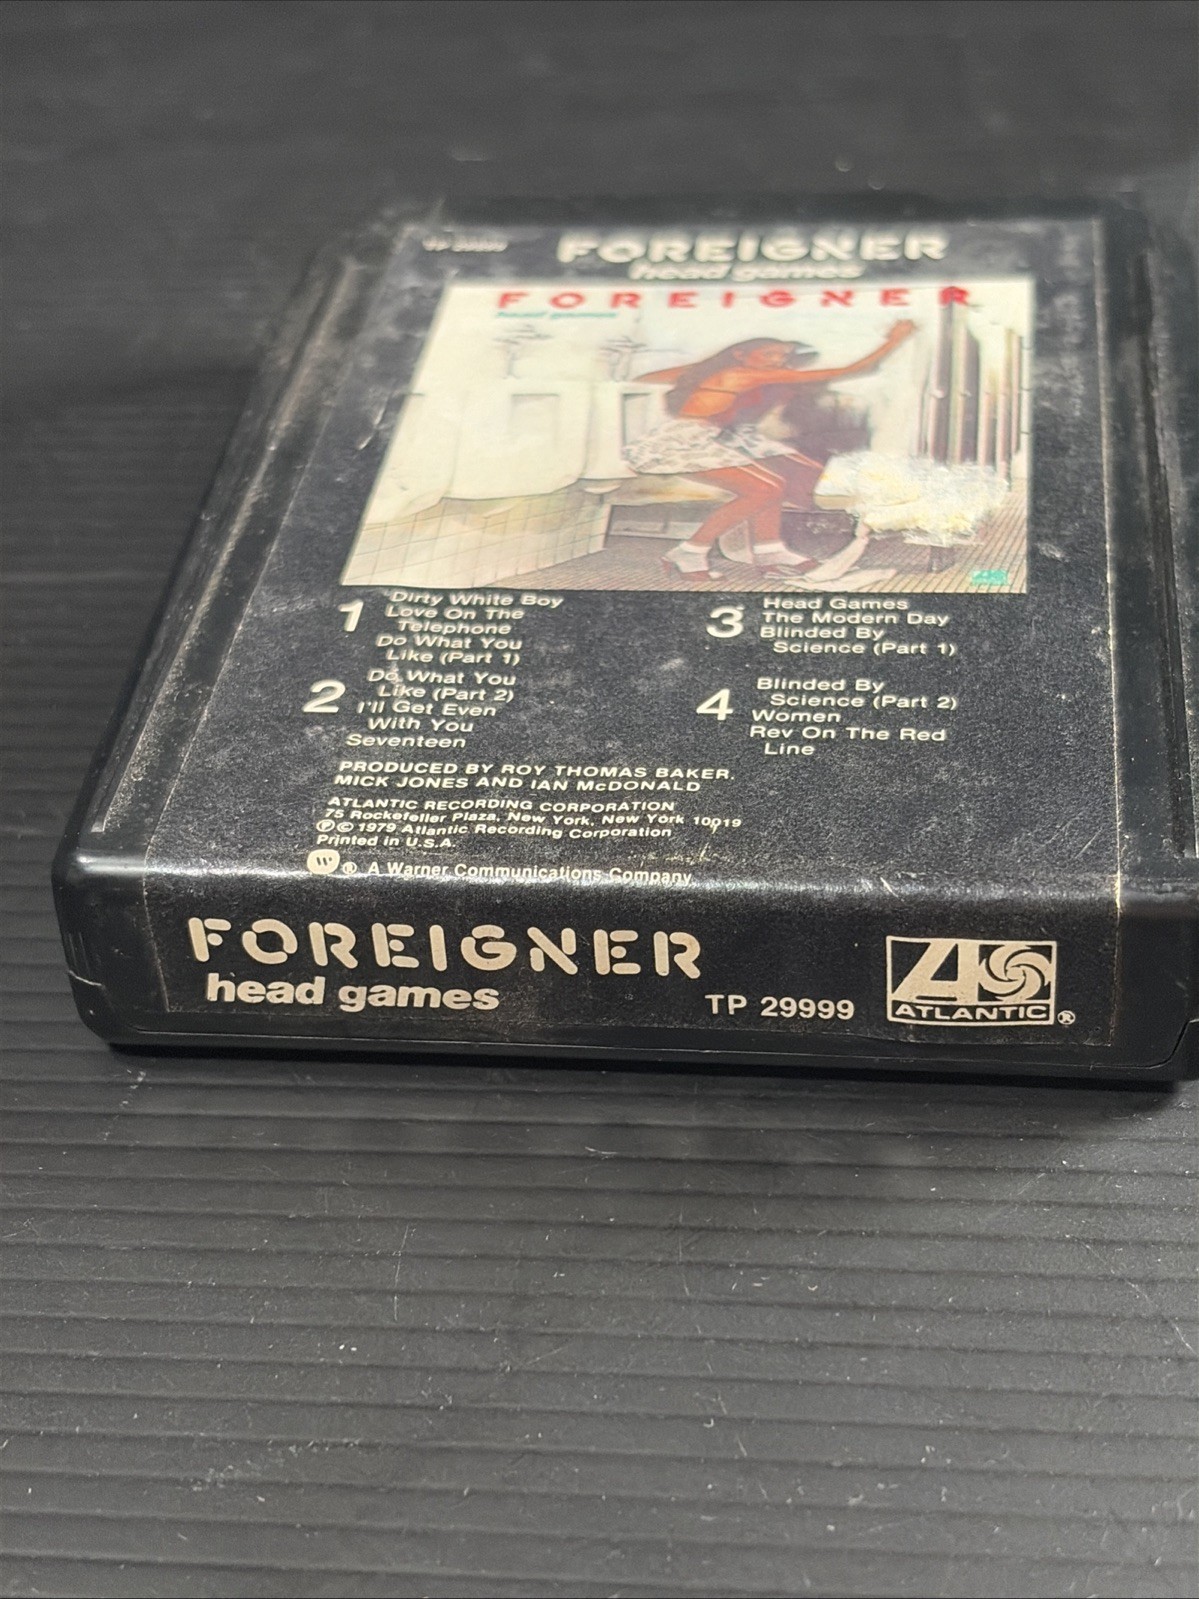 TP 29999
FOREIGNER
head games
FOREIGNER
head games
1
Dirty White Boy
Love On The
Telephone
Do What You
Like (Part 1)
2
Do What You
Like (Part 2)
I'll Get Even
With You
Seventeen
3
Head Games
The Modern Day
Blinded By
Science (Part 1)
4
Blinded By
Science (Part 2)
Women
Rev On The Red
Line
PRODUCED BY ROY THOMAS BAKER,
MICK JONES AND IAN McDONALD
ATLANTIC RECORDING CORPORATION
75 Rockefeller Plaza, New York, New York 10019
℗ © 1979 Atlantic Recording Corporation
Printed in U.S.A.
W ® A Warner Communications Company
FOREIGNER
head games
TP 29999
ATLANTIC ®